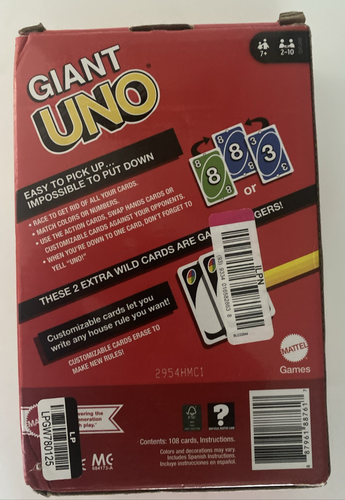 GIANT
UNO
7+
2-10
EASY TO PICK UP...
IMPOSSIBLE TO PUT DOWN
• RACE TO GET RID OF ALL YOUR CARDS.
• MATCH COLORS OR NUMBERS.
• USE THE ACTION CARDS, SWAP HANDS CARDS OR
CUSTOMIZABLE CARDS AGAINST YOUR OPPONENTS.
• WHEN YOU'RE DOWN TO ONE CARD, DON'T FORGET TO
YELL "UNO!"
8
8
3
or
THESE 2 EXTRA WILD CARDS ARE GA
GERS!
Customizable cards let you
write any house rule you want!
CUSTOMIZABLE CARDS ERASE TO
MAKE NEW RULES!
ILPN
2954HMC1
MATTEL
Games
LPGW780125
LP
FSC
?
Contents: 108 cards. Instructions.
Colors and decorations may vary.
Includes Spanish Instructions.
Incluye instrucciones en español.